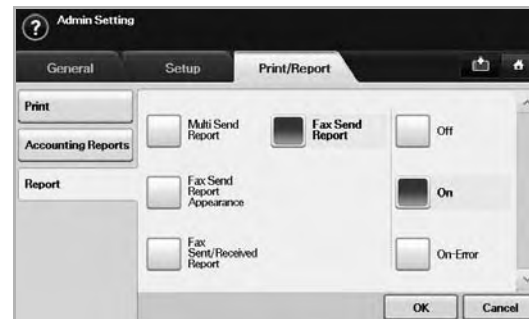 ? Admin Setting
General Setup Print/Report
Print
Accounting Reports
Report
Multi Send
Report
Fax Send
Report
Off
Fax Send
Report
Appearance
On
Fax
Sent/Received
Report
On-Error
OK Cancel